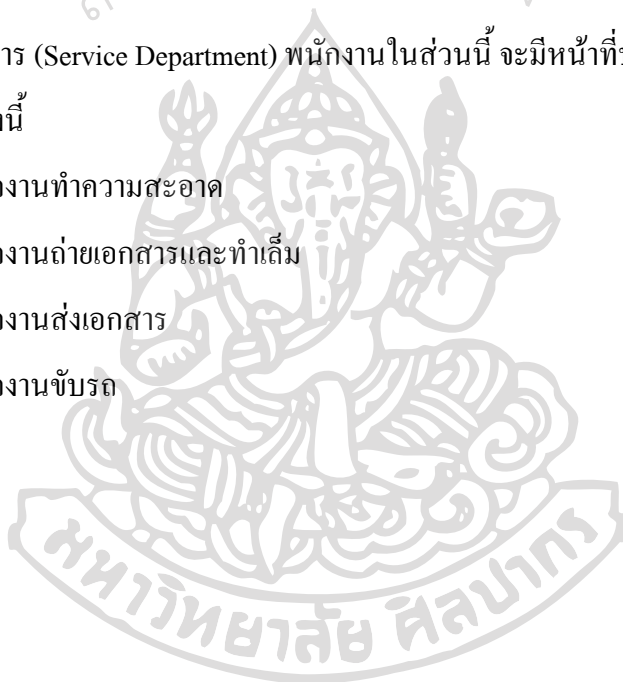 าร (Service Department) พนักงานในส่วนนี้ จะมีหน้าที่
นี้
งานทำความสะอาด
งานถ่ายเอกสารและทำเล่ม
งานส่งเอกสาร
งานขับรถ
มหาวิทยาลัย ศิลปากร